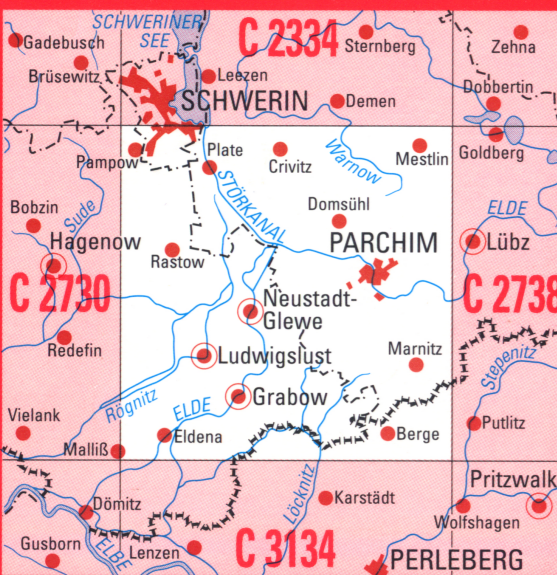 SCHWERINER
SEE
C 2334
Gadebusch
Sternberg
Zehna
Brüsewitz
Leezen
Dobbertin
SCHWERIN
Demen
Pampow
Plate
Crivitz
Warnow
Mestlin
Goldberg
STÖRKANAL
Bobzin
Sude
Domsühl
ELDE
Hagenow
Rastow
PARCHIM
Lübz
C 2730
Neustadt-
Glewe
C 2738
Redefin
Ludwigslust
Marnitz
Stepenitz
Rögnitz
ELDE
Grabow
Vielank
Eldena
Berge
Putlitz
Malliß
Löcknitz
Pritzwalk
Dömitz
Karstädt
Wolfshagen
Gusborn
ELBE
Lenzen
C 3134
PERLEBERG